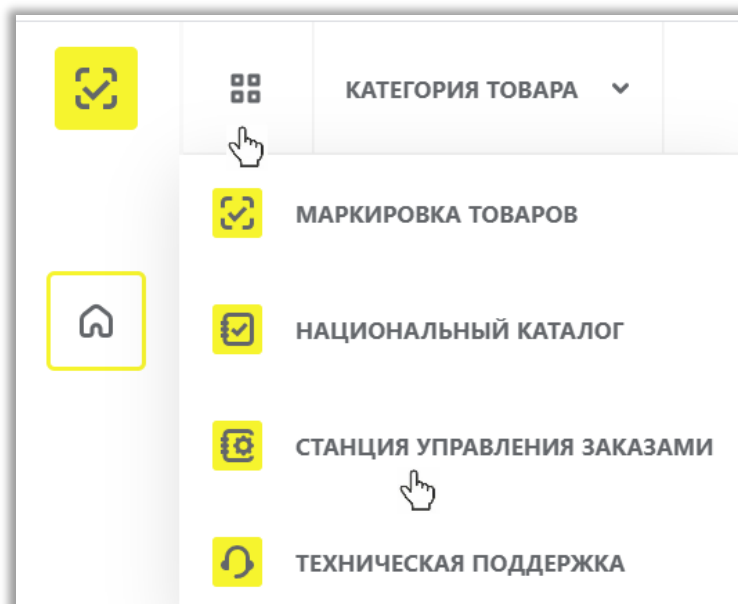 КАТЕГОРИЯ ТОВАРА
МАРКИРОВКА ТОВАРОВ
НАЦИОНАЛЬНЫЙ КАТАЛОГ
СТАНЦИЯ УПРАВЛЕНИЯ ЗАКАЗАМИ
ТЕХНИЧЕСКАЯ ПОДДЕРЖКА